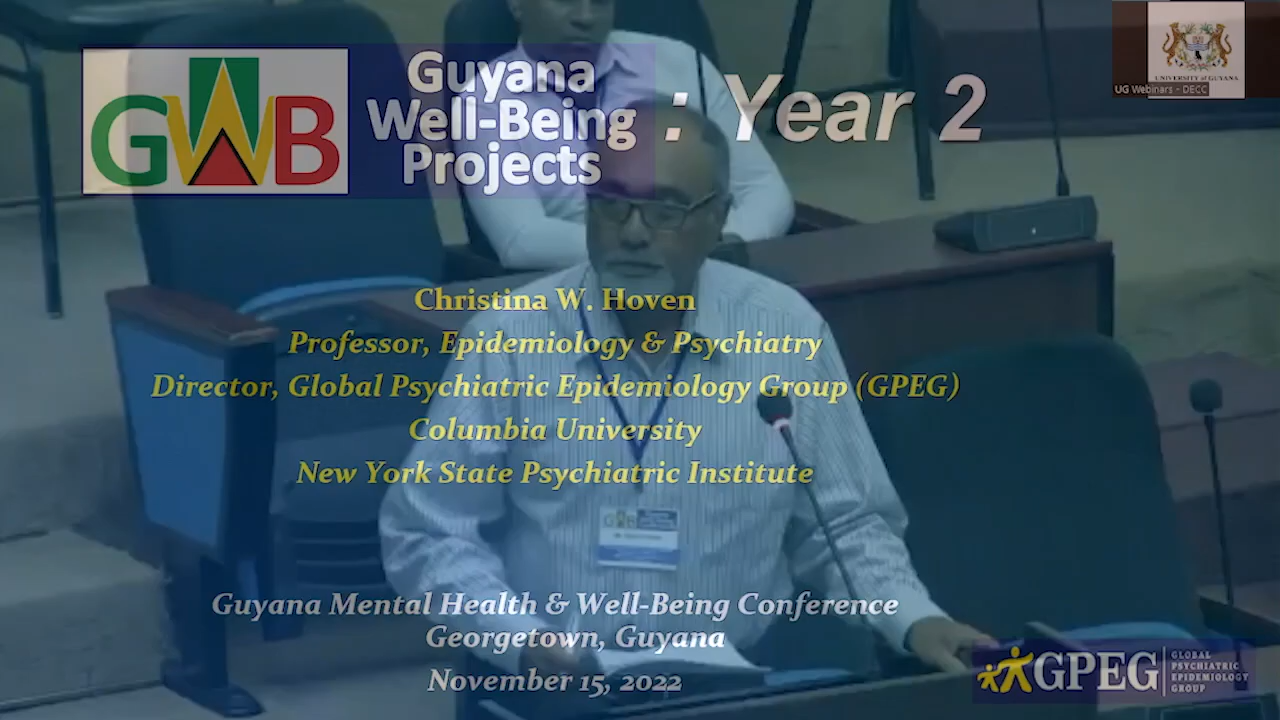 GWB
Guyana
Well-Being
Projects
: Year 2
UNIVERSITY of GUYANA
UG Webinars - DECC
Christina W. Hoven
Professor, Epidemiology & Psychiatry
Director, Global Psychiatric Epidemiology Group (GPEG)
Columbia University
New York State Psychiatric Institute
GWB
Guyana Mental Health & Well-Being Conference
Georgetown, Guyana
November 15, 2022
GPEG
GLOBAL
PSYCHIATRIC
EPIDEMIOLOGY
GROUP